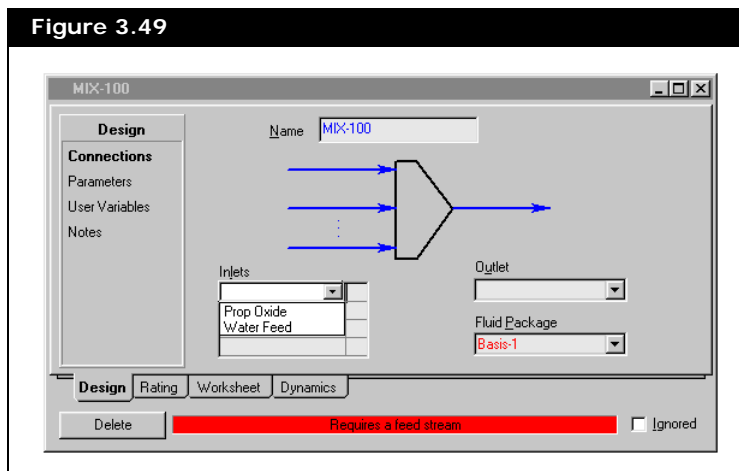 Figure 3.49
MIX-100
Design
Connections
Parameters
User Variables
Notes
Name MIX-100
Inlets
Prop Oxide
Water Feed
Outlet
Fluid Package
Basis-1
Design Rating Worksheet Dynamics
Delete Requires a feed stream Ignored